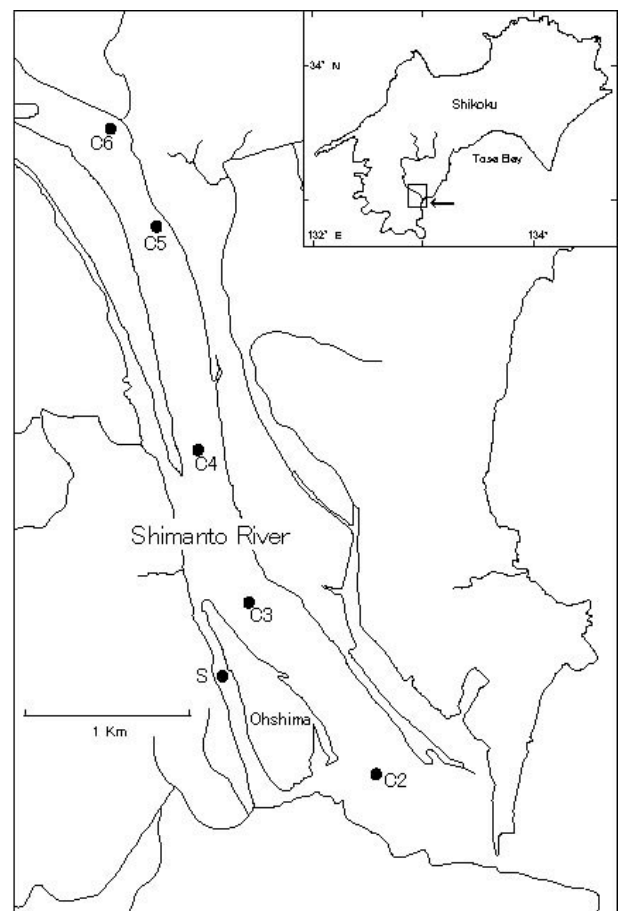 34° N
Shikoku
Tosa Bay
132° E
134°
C6
C5
C4
Shimanto River
C3
S
Ohshima
1 Km
C2